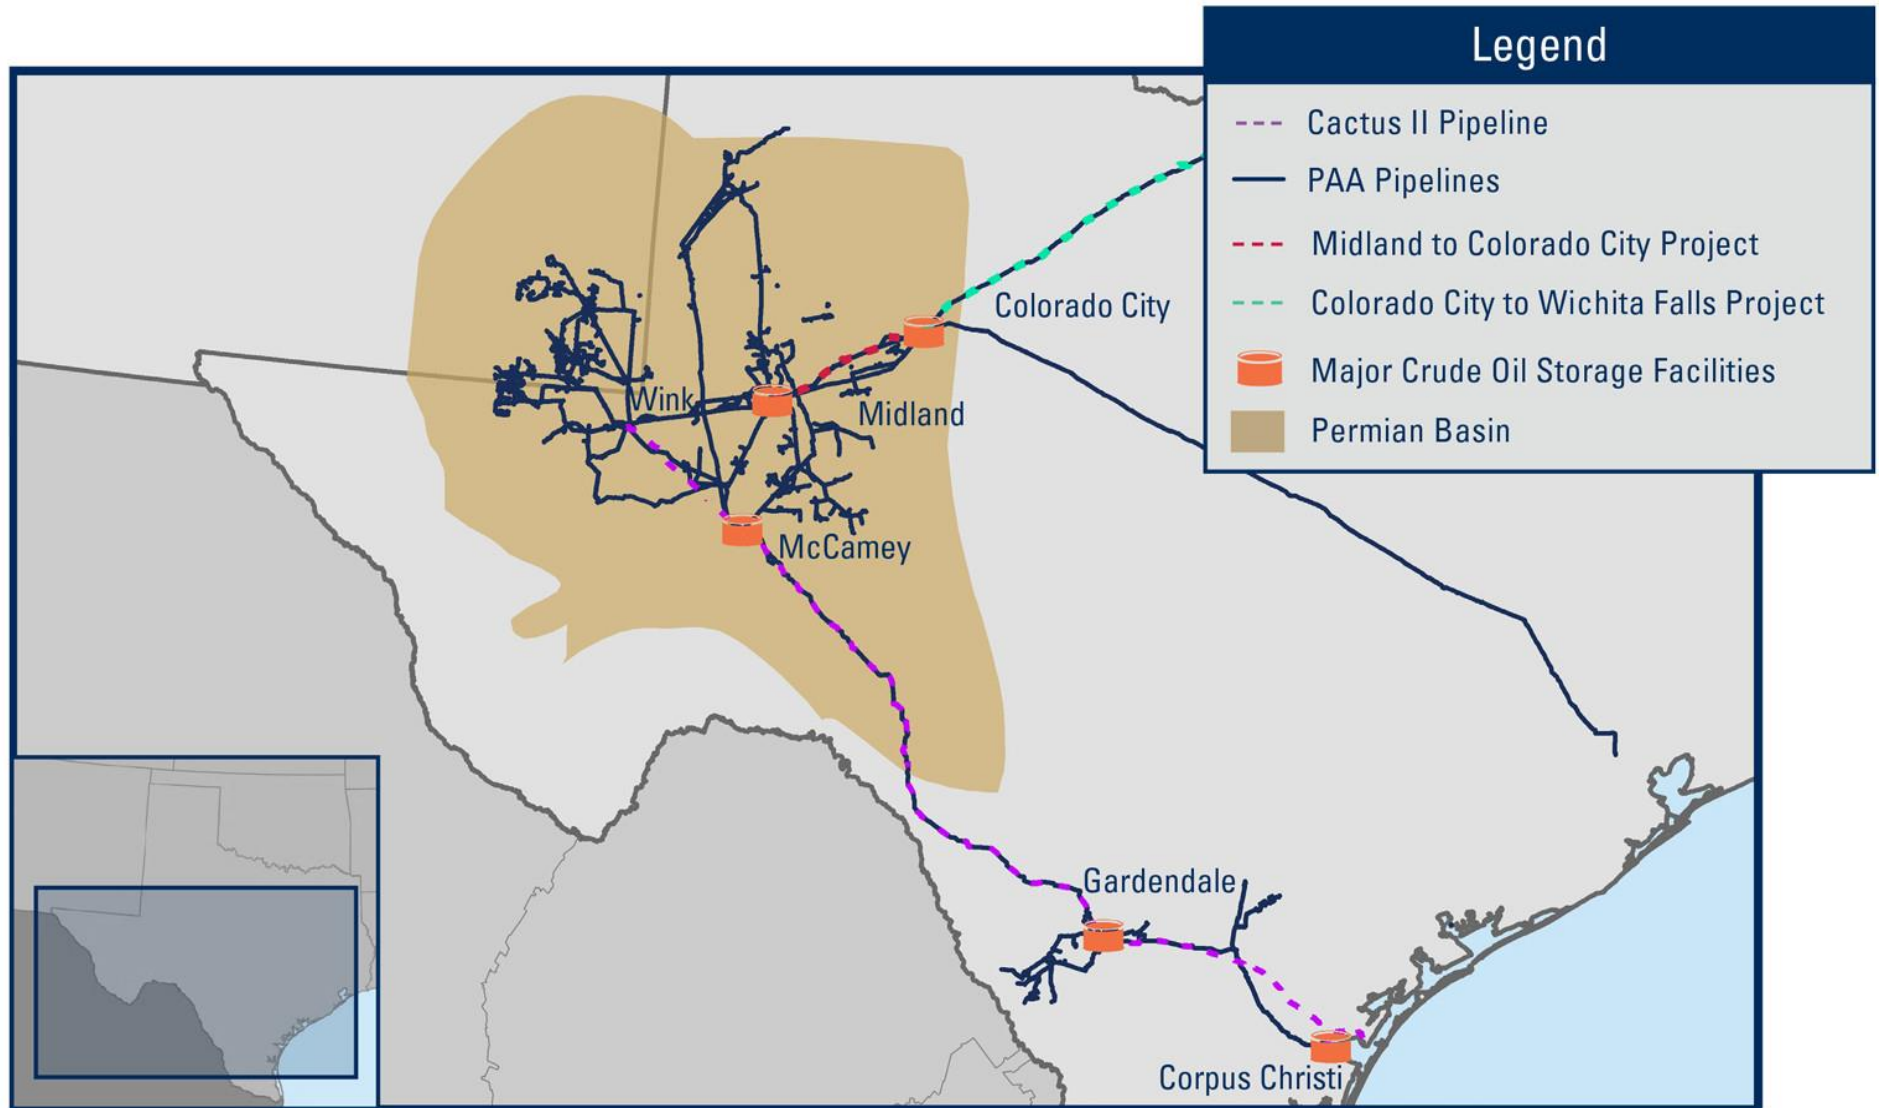 Legend
Cactus II Pipeline
PAA Pipelines
Midland to Colorado City Project
Colorado City to Wichita Falls Project
Major Crude Oil Storage Facilities
Permian Basin
Colorado City
Wink
Midland
McCamey
Gardendale
Corpus Christi